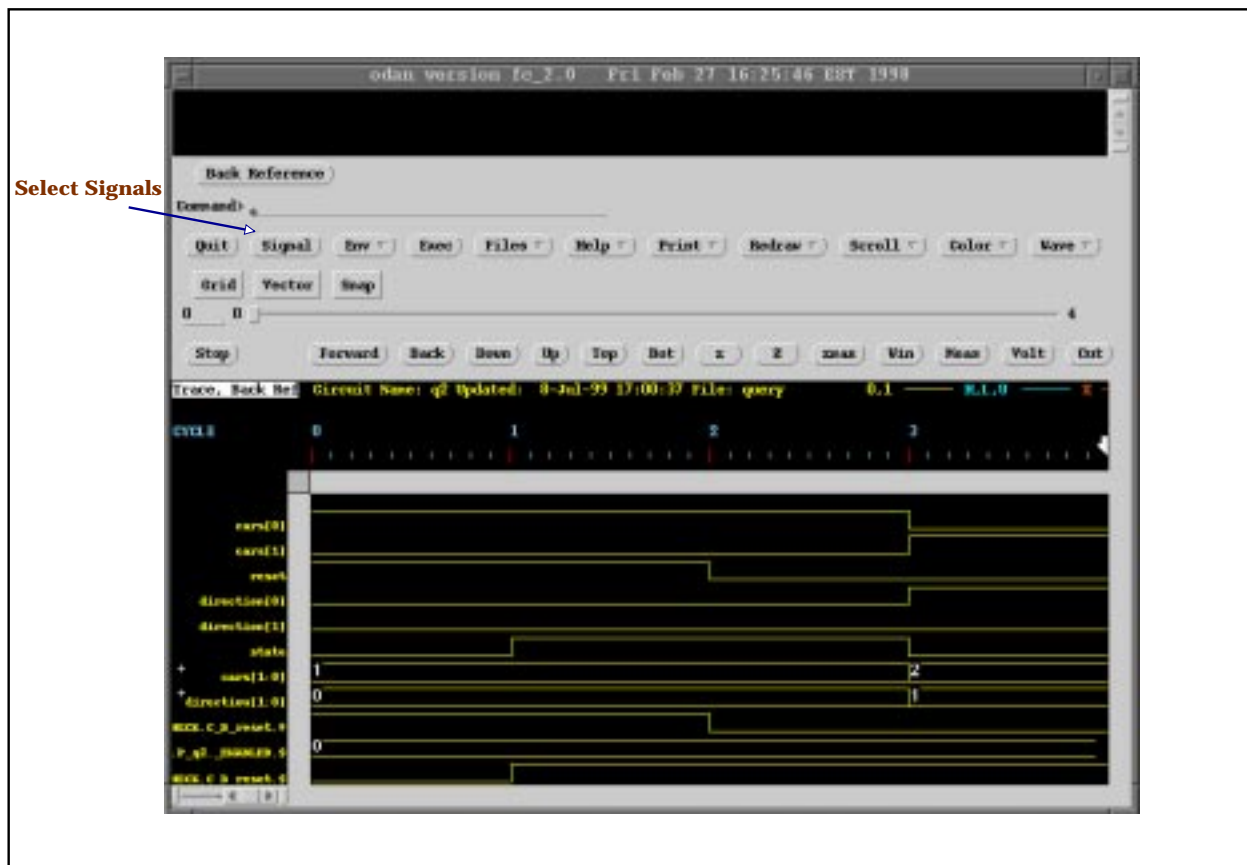 odan version fc_2.0 Fri Feb 27 16:25:46 EST 1998
Back Reference
Select Signals
Command>
Quit Signal Env Exec Files Help Print Redraw Scroll Color Wave
Grid Vector Snap
0 0 4
Stop Forward Back Down Up Top Bot z Z zmax Win Meas Volt Cut
Trace, Back Ref Circuit Name: q2 Updated: 8-Jul-99 17:00:37 File: query 0,1 H,L,U X
CYCLE 0 1 2 3
cars[0]
cars[1]
reset
direction[0]
direction[1]
state
+ cars[1:0] 1 2
+ direction[1:0] 0 1
0